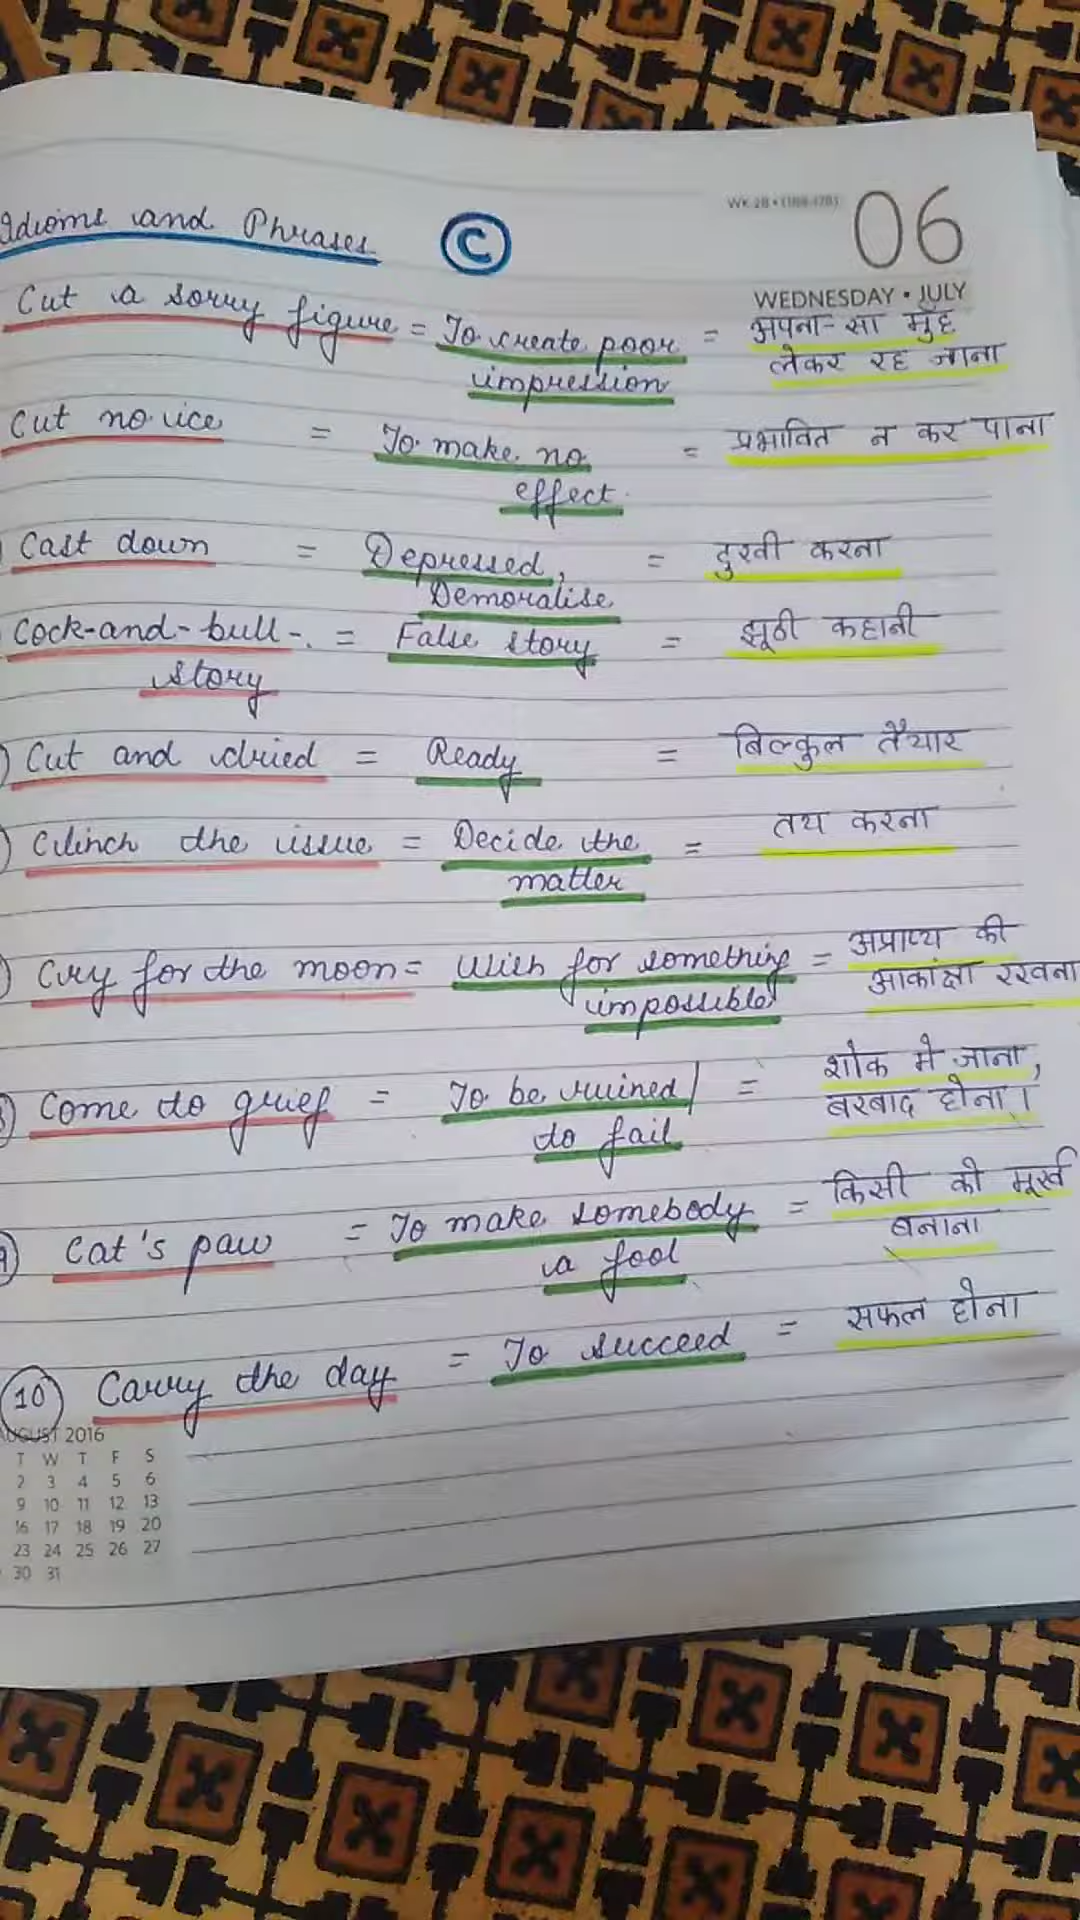 Idioms and Phrases C
WK 28
06
WEDNESDAY • JULY
Cut a sorry figure = To create poor impression = अपना-सा मुँह लेकर रह जाना
Cut no ice = To make no effect. = प्रभावित न कर पाना
Cast down = Depressed, Demoralise = दुखी करना
Cock-and-bull-story = False story = झूठी कहानी
Cut and dried = Ready = बिल्कुल तैयार
Clinch the issue = Decide the matter = तय करना
Cry for the moon = Wish for something impossible = अप्राप्य की आकांक्षा रखना
Come to grief = To be ruined/ to fail = शोक मे जाना, बरबाद होना।
Cat's paw = To make somebody a fool = किसी को मूर्ख बनाना
10 Carry the day = To succeed = सफल होना
AUGUST 2016
T W T F S
2 3 4 5 6
9 10 11 12 13
16 17 18 19 20
23 24 25 26 27
30 31